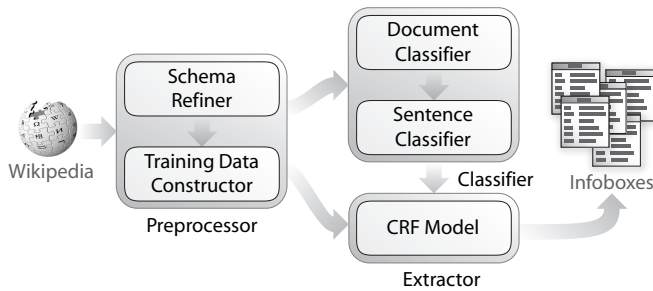 Wikipedia
Schema
Refiner
Training Data
Constructor
Preprocessor
Document
Classifier
Sentence
Classifier
Classifier
CRF Model
Extractor
Infoboxes